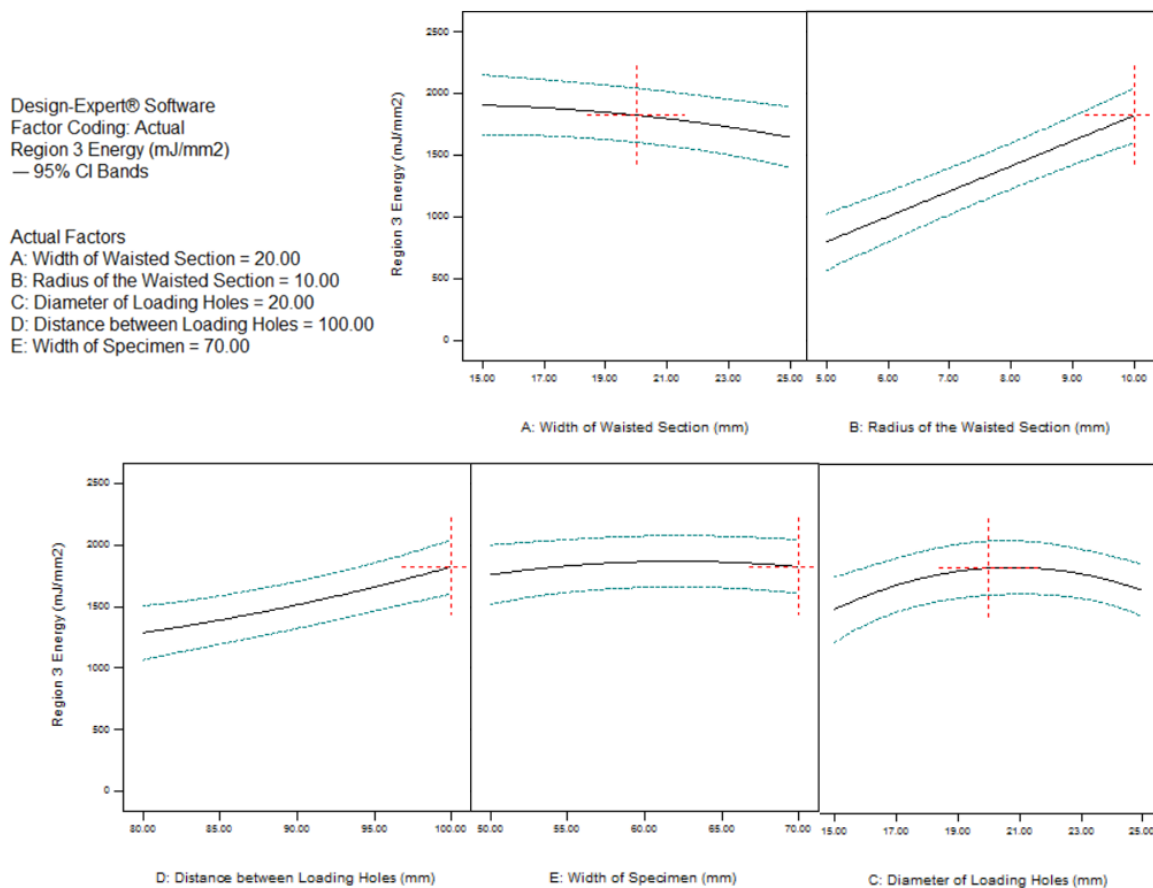 Design-Expert® Software
Factor Coding: Actual
Region 3 Energy (mJ/mm2)
— 95% CI Bands
Actual Factors
A: Width of Waisted Section = 20.00
B: Radius of the Waisted Section = 10.00
C: Diameter of Loading Holes = 20.00
D: Distance between Loading Holes = 100.00
E: Width of Specimen = 70.00
Region 3 Energy (mJ/mm2)
2500
2000
1500
1000
500
0
15.00 17.00 19.00 21.00 23.00 25.00
A: Width of Waisted Section (mm)
5.00 6.00 7.00 8.00 9.00 10.00
B: Radius of the Waisted Section (mm)
Region 3 Energy (mJ/mm2)
2500
2000
1500
1000
500
0
80.00 85.00 90.00 95.00 100.00
D: Distance between Loading Holes (mm)
50.00 55.00 60.00 65.00 70.00
E: Width of Specimen (mm)
15.00 17.00 19.00 21.00 23.00 25.00
C: Diameter of Loading Holes (mm)